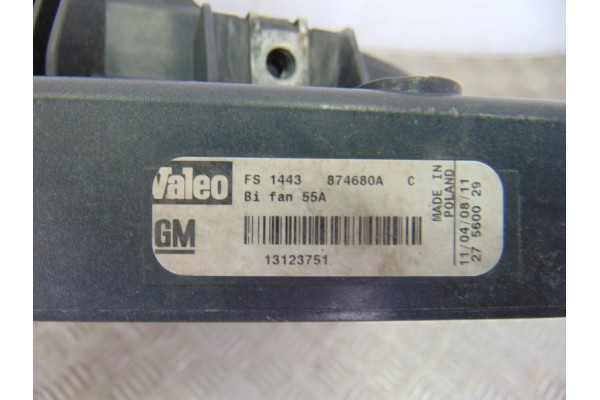 Valeo FS 1443 874680A C
Bi fan 55A
GM
13123751
MADE IN
POLAND
11/04/08/11
27 5600 29